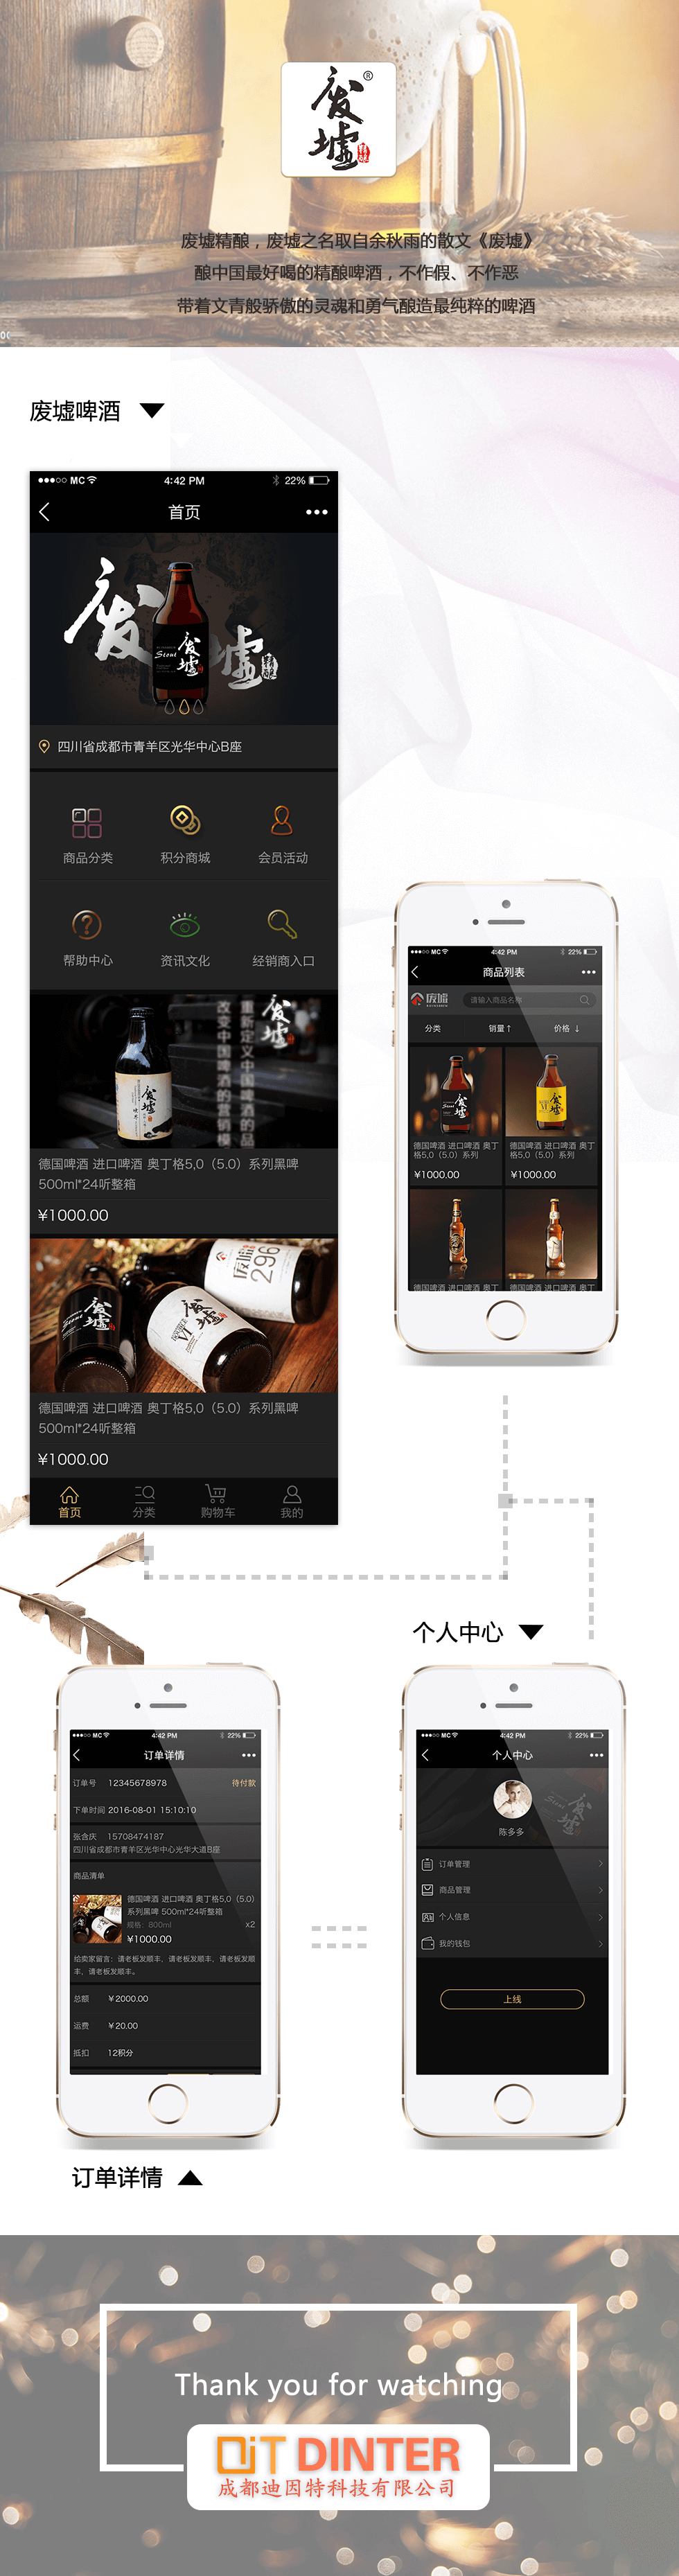 废墟®
精酿
废墟精酿，废墟之名取自余秋雨的散文《废墟》
酿中国最好喝的精酿啤酒，不作假、不作恶
带着文青般骄傲的灵魂和勇气酿造最纯粹的啤酒
废墟啤酒
MC 4:42 PM 22%
首页
废墟
Stout
废墟
四川省成都市青羊区光华中心B座
商品分类 积分商城 会员活动
帮助中心 资讯文化 经销商入口
废墟
废墟
德国啤酒 进口啤酒 奥丁格5,0（5.0）系列黑啤
500ml*24听整箱
¥1000.00
废墟 296
废墟
Stout 废墟 VI
德国啤酒 进口啤酒 奥丁格5,0（5.0）系列黑啤
500ml*24听整箱
¥1000.00
首页 分类 购物车 我的
MC 4:42 PM 22%
商品列表
废墟 请输入商品名称
分类 销量↑ 价格 ↓
德国啤酒 进口啤酒 奥丁
格5,0（5.0）系列
¥1000.00
德国啤酒 进口啤酒 奥丁
格5,0（5.0）系列
¥1000.00
德国啤酒 进口啤酒 奥丁
德国啤酒 进口啤酒 奥丁
个人中心
MC 4:42 PM 22%
订单详情
订单号 12345678978 待付款
下单时间 2016-08-01 15:10:10
张含庆 15708474187
四川省成都市青羊区光华中心光华大道B座
商品清单
德国啤酒 进口啤酒 奥丁格5,0（5.0）
系列黑啤 500ml*24听整箱
规格：800ml x2
¥1000.00
给卖家留言：请老板发顺丰，请老板发顺丰，请老板发顺
丰，请老板发顺丰。
总额 ￥2000.00
运费 ￥20.00
抵扣 12积分
MC 4:42 PM 22%
个人中心
废墟
陈多多
订单管理
商品管理
个人信息
我的钱包
上线
订单详情
Thank you for watching
DiT DINTER
成都迪因特科技有限公司